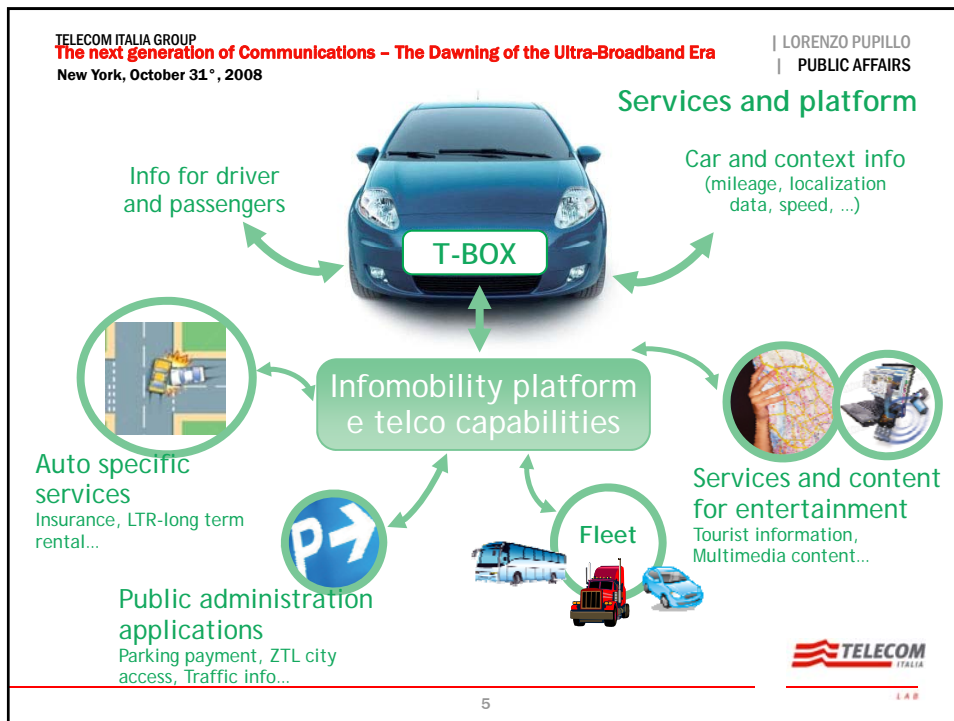 TELECOM ITALIA GROUP
The next generation of Communications – The Dawning of the Ultra-Broadband Era
New York, October 31°, 2008
| LORENZO PUPILLO
| PUBLIC AFFAIRS
Services and platform
Info for driver
and passengers
Car and context info
(mileage, localization
data, speed, ...)
T-BOX
Infomobility platform
e telco capabilities
Auto specific
services
Insurance, LTR-long term
rental...
P
Public administration
applications
Parking payment, ZTL city
access, Traffic info...
Fleet
Services and content
for entertainment
Tourist information,
Multimedia content...
TELECOM
ITALIA
LAB
5